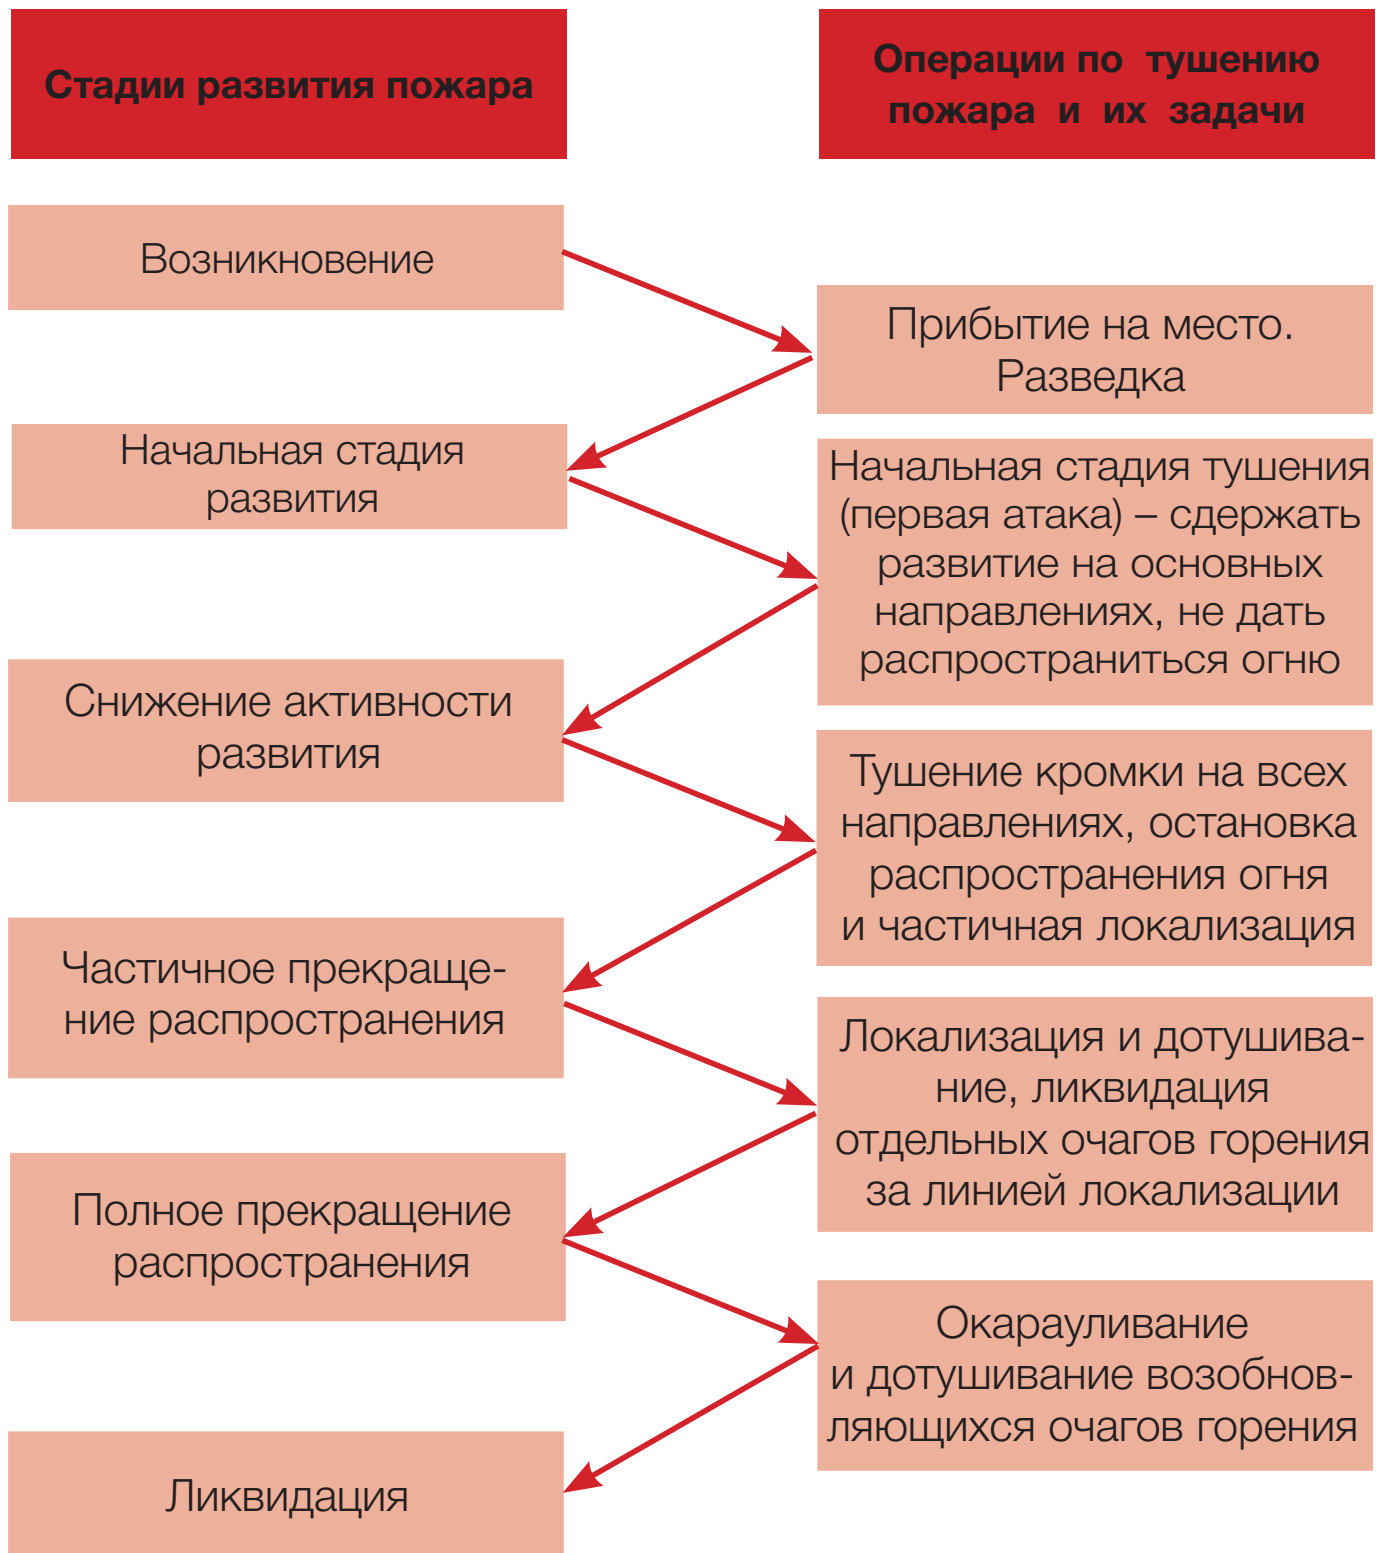 Стадии развития пожара
Операции по тушению
пожара и их задачи
Возникновение
Прибытие на место.
Разведка
Начальная стадия
развития
Начальная стадия тушения
(первая атака) – сдержать
развитие на основных
направлениях, не дать
распространиться огню
Снижение активности
развития
Тушение кромки на всех
направлениях, остановка
распространения огня
и частичная локализация
Частичное прекраще-
ние распространения
Локализация и дотушива-
ние, ликвидация
отдельных очагов горения
за линией локализации
Полное прекращение
распространения
Окарауливание
и дотушивание возобнов-
ляющихся очагов горения
Ликвидация